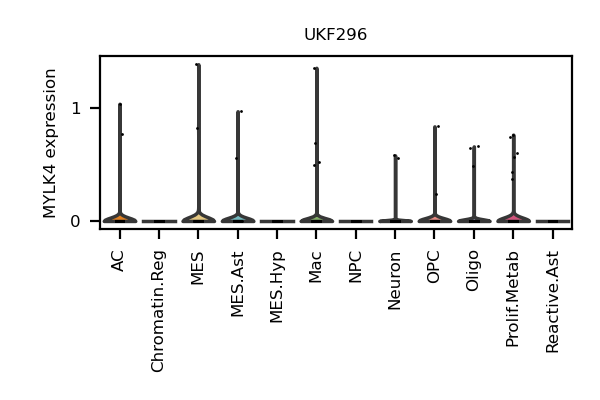 UKF296
MYLK4 expression
1
0
AC
Chromatin.Reg
MES
MES.Ast
MES.Hyp
Mac
NPC
Neuron
OPC
Oligo
Prolif.Metab
Reactive.Ast